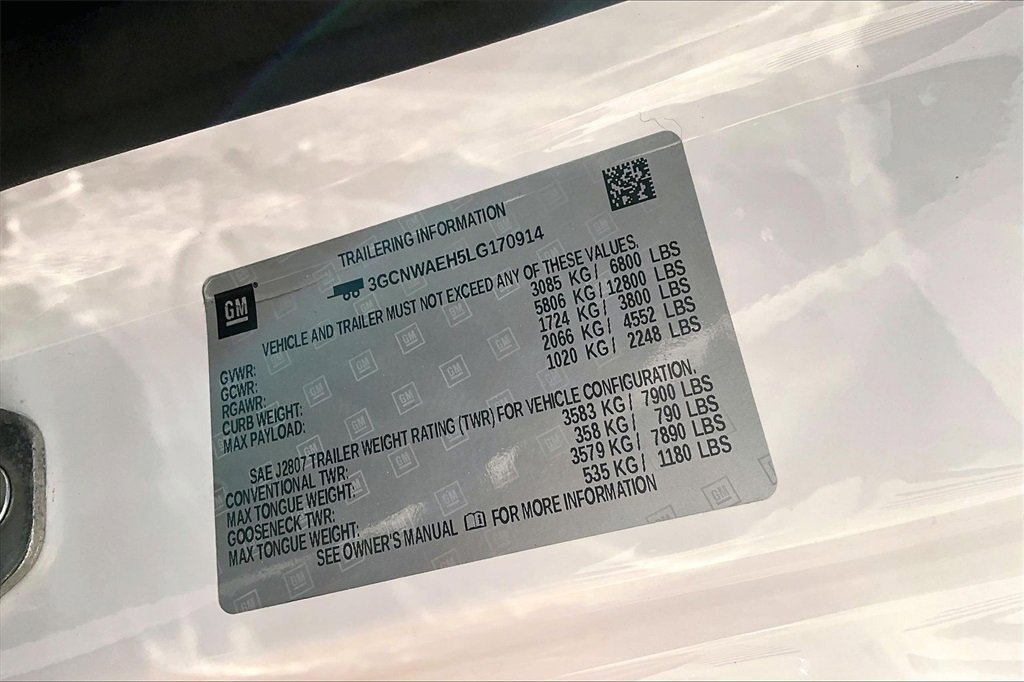 TRAILERING INFORMATION
3GCNWAEH5LG170914
GM
VEHICLE AND TRAILER MUST NOT EXCEED ANY OF THESE VALUES.
GVWR: 3085 KG/ 6800 LBS
GCWR: 5806 KG/ 12800 LBS
RGAWR: 1724 KG/ 3800 LBS
CURB WEIGHT: 2066 KG/ 4552 LBS
MAX PAYLOAD: 1020 KG/ 2248 LBS
SAE J2807 TRAILER WEIGHT RATING (TWR) FOR VEHICLE CONFIGURATION.
CONVENTIONAL TWR: 3583 KG/ 7900 LBS
MAX TONGUE WEIGHT: 358 KG/ 790 LBS
GOOSENECK TWR: 3579 KG/ 7890 LBS
MAX TONGUE WEIGHT: 535 KG/ 1180 LBS
SEE OWNER'S MANUAL FOR MORE INFORMATION